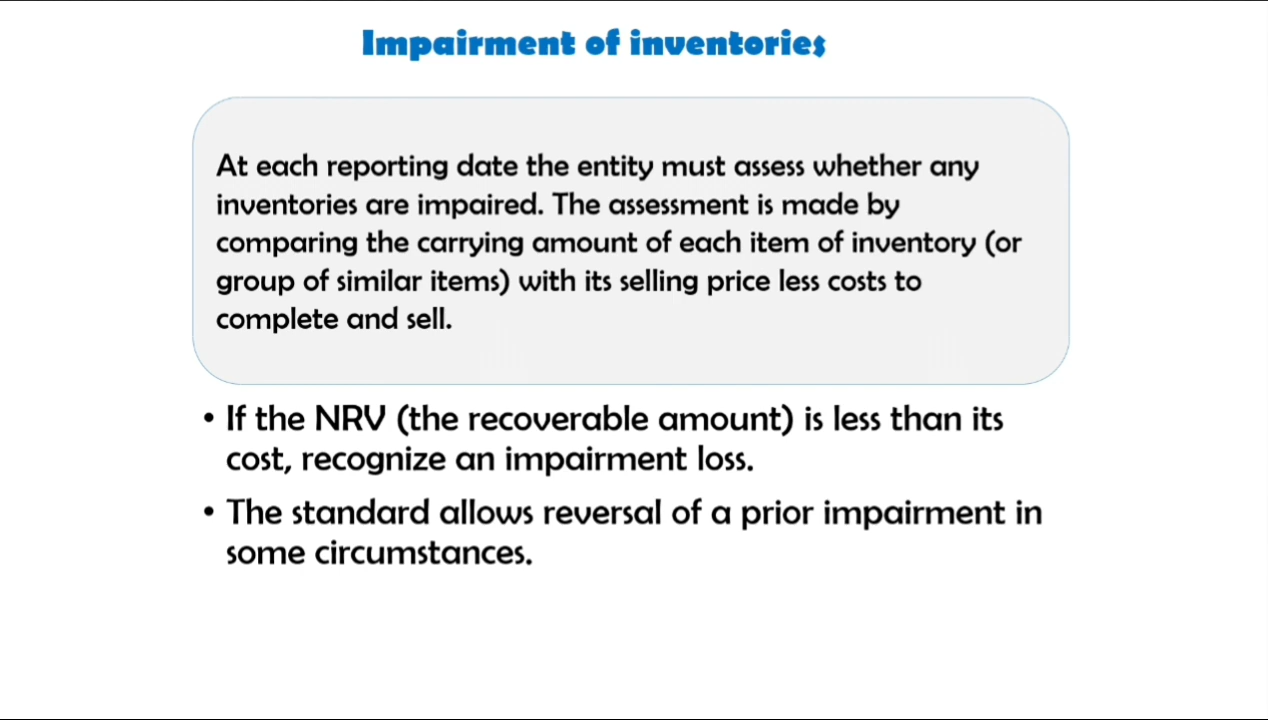 Impairment of inventories
At each reporting date the entity must assess whether any
inventories are impaired. The assessment is made by
comparing the carrying amount of each item of inventory (or
group of similar items) with its selling price less costs to
complete and sell.
• If the NRV (the recoverable amount) is less than its
cost, recognize an impairment loss.
• The standard allows reversal of a prior impairment in
some circumstances.